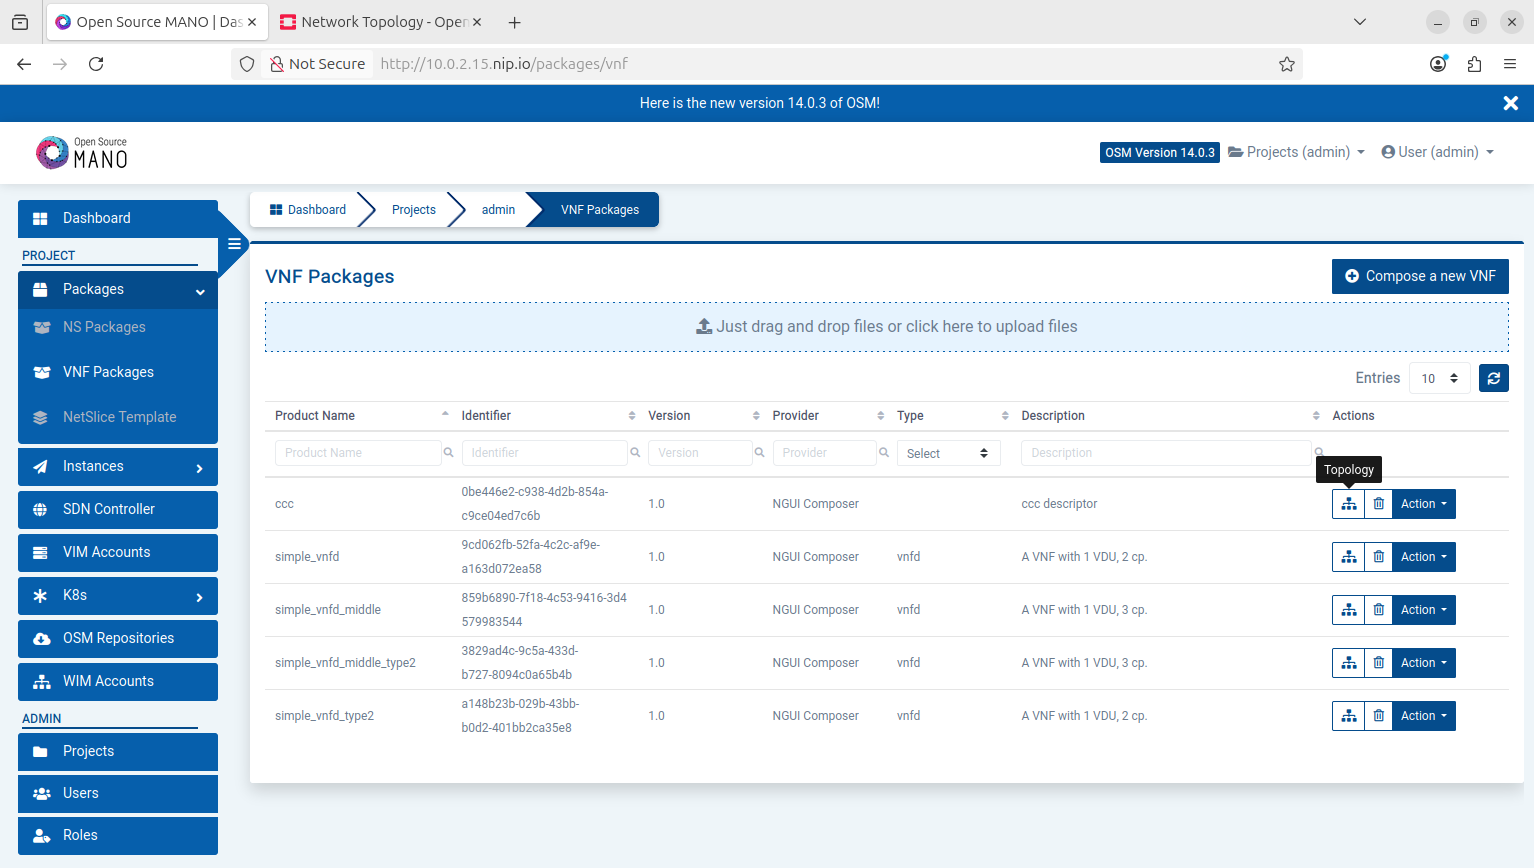 Open Source MANO | Das
Network Topology - Open
Not Secure
http://10.0.2.15.nip.io/packages/vnf
Here is the new version 14.0.3 of OSM!
Open Source
MANO
OSM Version 14.0.3
Projects (admin)
User (admin)
Dashboard
PROJECT
Packages
NS Packages
VNF Packages
NetSlice Template
Instances
SDN Controller
VIM Accounts
K8s
OSM Repositories
WIM Accounts
ADMIN
Projects
Users
Roles
Dashboard Projects admin VNF Packages
VNF Packages
Compose a new VNF
Just drag and drop files or click here to upload files
Entries 10
Product Name Identifier Version Provider Type Description Actions
Product Name Identifier Version Provider Select Description
Topology
ccc 0be446e2-c938-4d2b-854a- 1.0 NGUI Composer ccc descriptor Action
c9ce04ed7c6b
simple_vnfd 9cd062fb-52fa-4c2c-af9e- 1.0 NGUI Composer vnfd A VNF with 1 VDU, 2 cp. Action
a163d072ea58
simple_vnfd_middle 859b6890-7f18-4c53-9416-3d4 1.0 NGUI Composer vnfd A VNF with 1 VDU, 3 cp. Action
579983544
simple_vnfd_middle_type2 3829ad4c-9c5a-433d- 1.0 NGUI Composer vnfd A VNF with 1 VDU, 3 cp. Action
b727-8094c0a65b4b
simple_vnfd_type2 a148b23b-029b-43bb- 1.0 NGUI Composer vnfd A VNF with 1 VDU, 2 cp. Action
b0d2-401bb2ca35e8